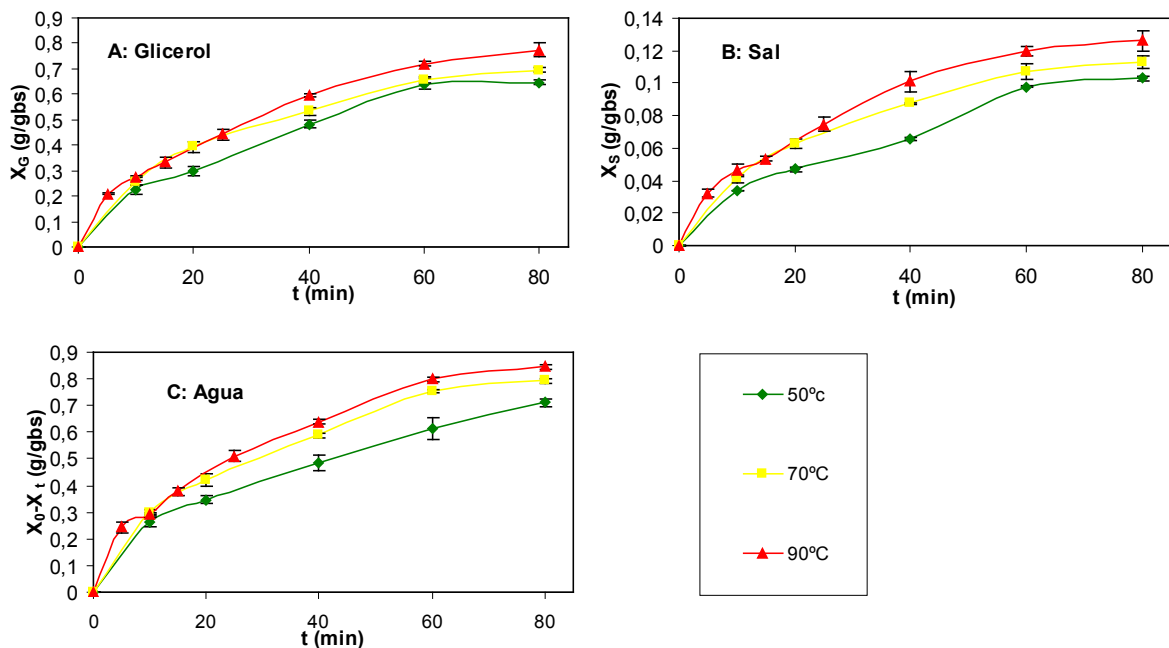 A: Glicerol
X_G (g/gbs)
0,9
0,8
0,7
0,6
0,5
0,4
0,3
0,2
0,1
0
0 20 40 60 80
t (min)
B: Sal
X_S (g/gbs)
0,14
0,12
0,1
0,08
0,06
0,04
0,02
0
0 20 40 60 80
t (min)
C: Agua
X_0-X_t (g/gbs)
0,9
0,8
0,7
0,6
0,5
0,4
0,3
0,2
0,1
0
0 20 40 60 80
t (min)
50ºc
70ºC
90ºC